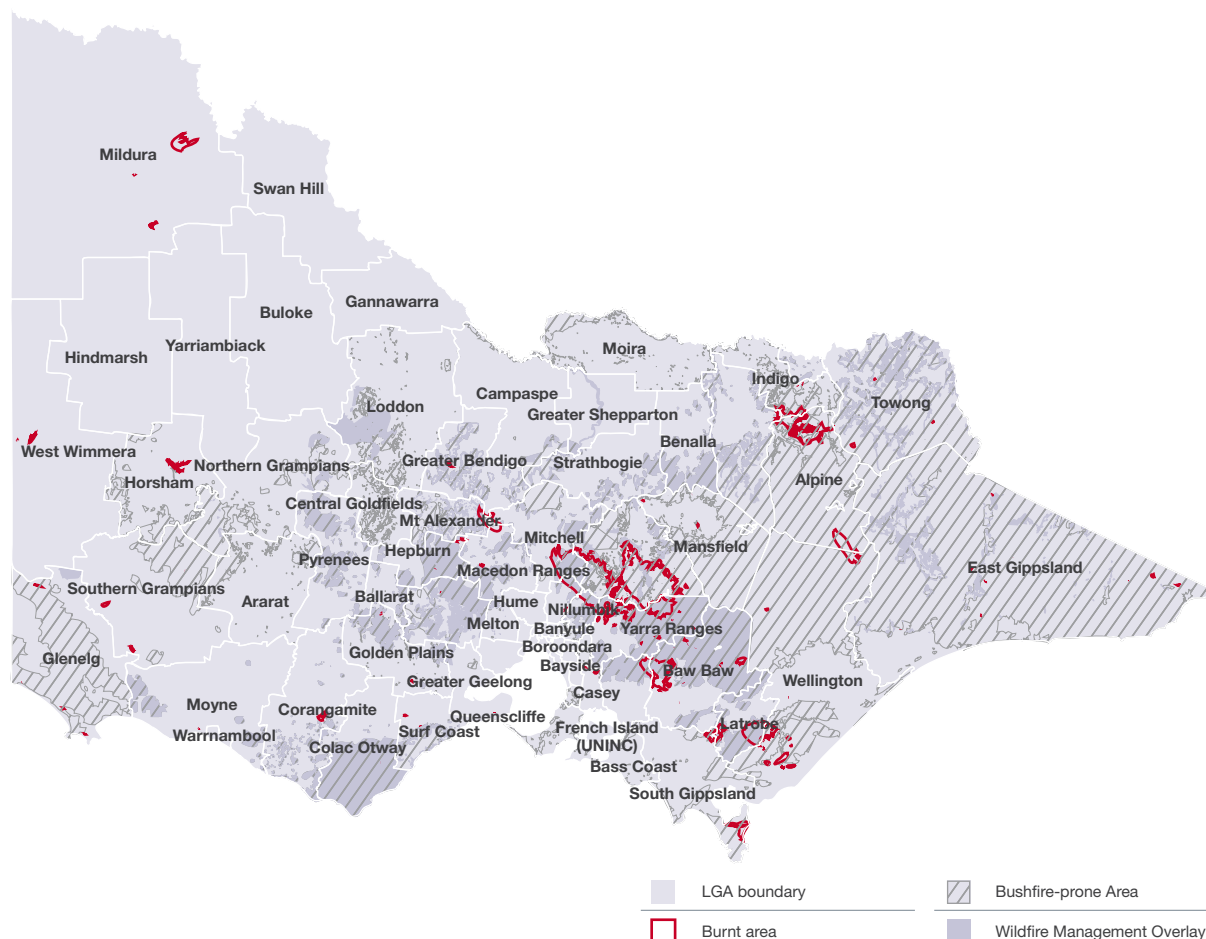 Mildura
Swan Hill
Gannawarra
Buloke
Yarriambiack
Hindmarsh
Moira
Indigo
Towong
Campaspe
Loddon
Greater Shepparton
Benalla
West Wimmera
Northern Grampians
Greater Bendigo
Strathbogie
Alpine
Horsham
Central Goldfields
Mt Alexander
Mitchell
Mansfield
Hepburn
Pyrenees
Macedon Ranges
East Gippsland
Southern Grampians
Ararat
Ballarat
Hume
Nillumbik
Melton
Banyule
Yarra Ranges
Boroondara
Golden Plains
Glenelg
Bayside
Baw Baw
Greater Geelong
Wellington
Casey
Moyne
Corangamite
Queenscliffe
Latrobe
Warrnambool
Surf Coast
French Island
(UNINC)
Colac Otway
Bass Coast
South Gippsland
LGA boundary
Bushfire-prone Area
Burnt area
Wildfire Management Overlay